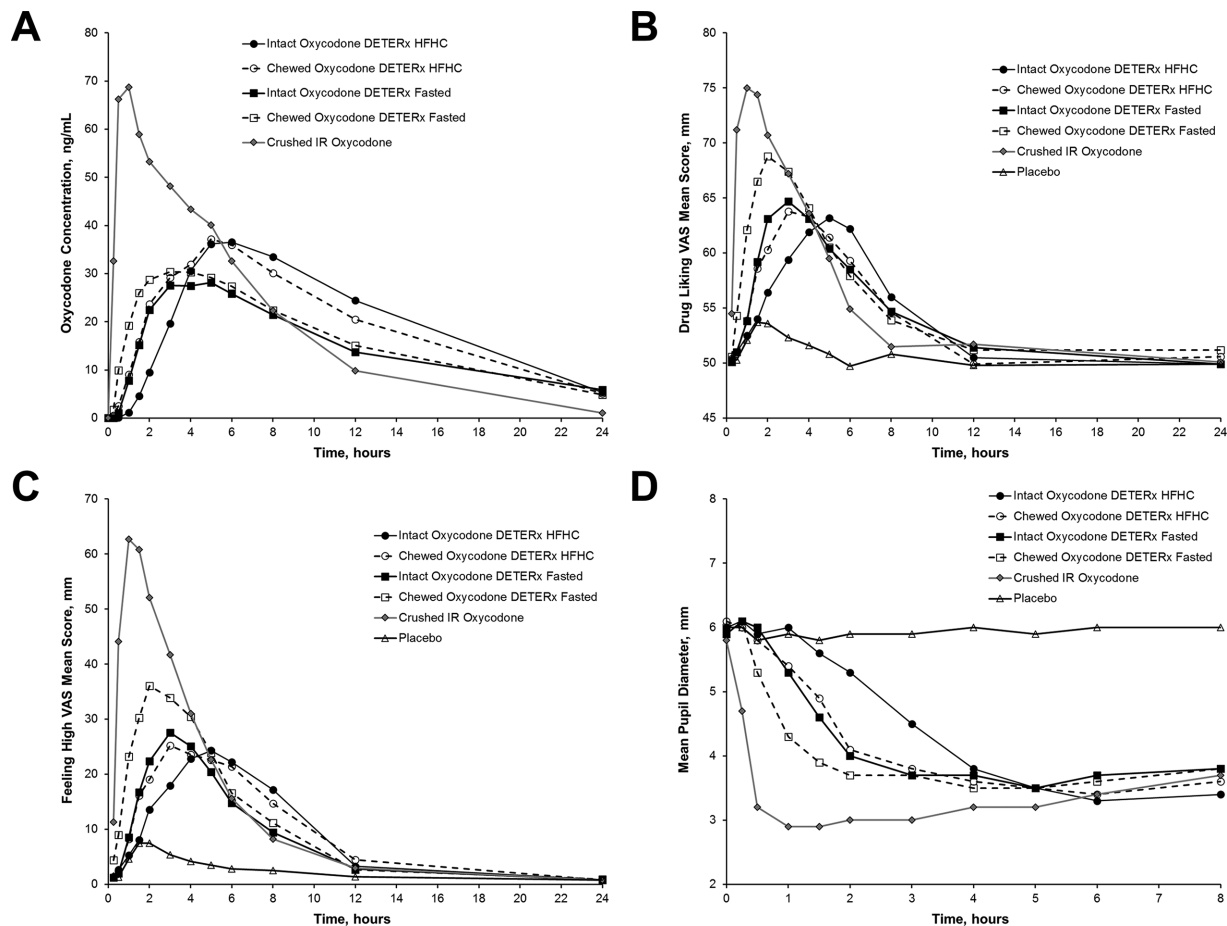 A
80
70
60
50
40
30
20
10
0
Oxycodone Concentration, ng/mL
Intact Oxycodone DETERx HFHC
Chewed Oxycodone DETERx HFHC
Intact Oxycodone DETERx Fasted
Chewed Oxycodone DETERx Fasted
Crushed IR Oxycodone
0 2 4 6 8 10 12 14 16 18 20 22 24
Time, hours
B
80
75
70
65
60
55
50
45
Drug Liking VAS Mean Score, mm
Intact Oxycodone DETERx HFHC
Chewed Oxycodone DETERx HFHC
Intact Oxycodone DETERx Fasted
Chewed Oxycodone DETERx Fasted
Crushed IR Oxycodone
Placebo
0 2 4 6 8 10 12 14 16 18 20 22 24
Time, hours
C
70
60
50
40
30
20
10
0
Feeling High VAS Mean Score, mm
Intact Oxycodone DETERx HFHC
Chewed Oxycodone DETERx HFHC
Intact Oxycodone DETERx Fasted
Chewed Oxycodone DETERx Fasted
Crushed IR Oxycodone
Placebo
0 2 4 6 8 10 12 14 16 18 20 22 24
Time, hours
D
8
7
6
5
4
3
2
Mean Pupil Diameter, mm
Intact Oxycodone DETERx HFHC
Chewed Oxycodone DETERx HFHC
Intact Oxycodone DETERx Fasted
Chewed Oxycodone DETERx Fasted
Crushed IR Oxycodone
Placebo
0 1 2 3 4 5 6 7 8
Time, hours